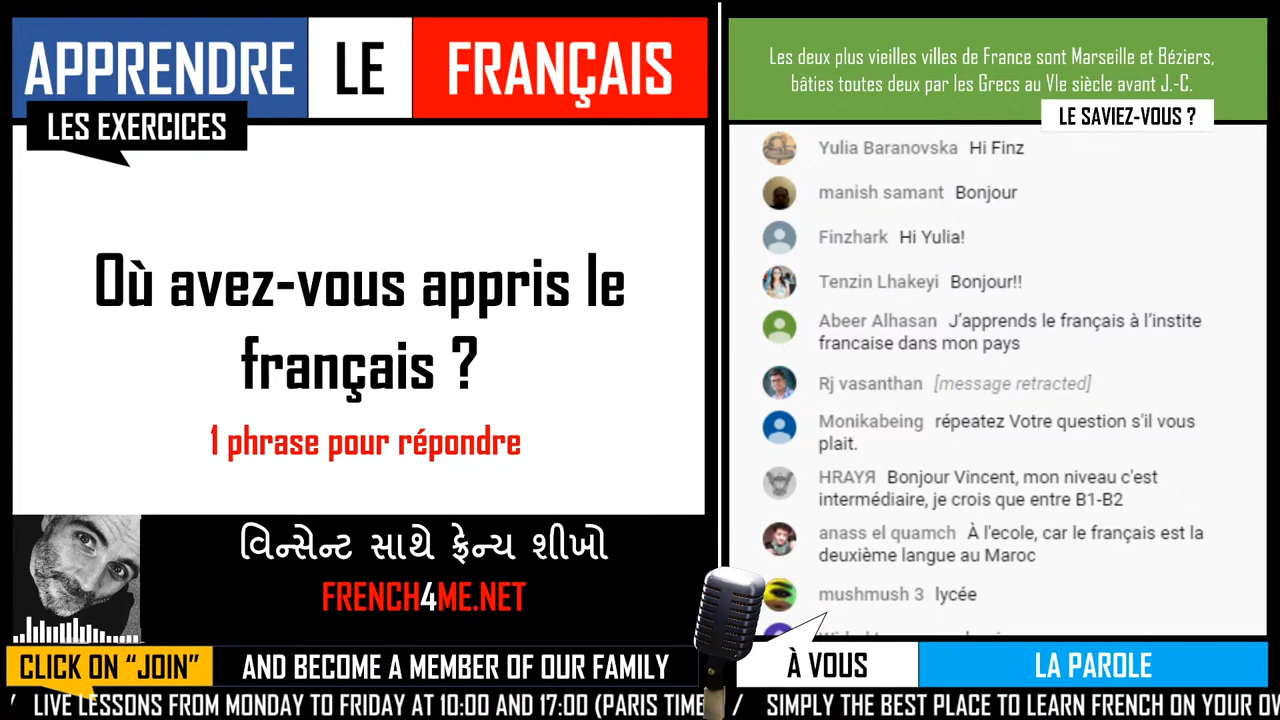 APPRENDRE LE FRANÇAIS
LES EXERCICES
Où avez-vous appris le
français ?
1 phrase pour répondre
વિન્સેન્ટ સાથે ફ્રેન્ચ શીખો
FRENCH4ME.NET
CLICK ON “JOIN” AND BECOME A MEMBER OF OUR FAMILY
Les deux plus vieilles villes de France sont Marseille et Béziers,
bâties toutes deux par les Grecs au VIe siècle avant J.-C.
LE SAVIEZ-VOUS ?
Yulia Baranovska Hi Finz
manish samant Bonjour
Finzhark Hi Yulia!
Tenzin Lhakeyi Bonjour!!
Abeer Alhasan J’apprends le français à l’instite
francaise dans mon pays
Rj vasanthan [message retracted]
Monikabeing répeatez Votre question s'il vous
plait.
HRAYЯ Bonjour Vincent, mon niveau c'est
intermédiaire, je crois que entre B1-B2
anass el quamch À l'ecole, car le français est la
deuxième langue au Maroc
mushmush 3 lycée
À VOUS LA PAROLE
/ LIVE LESSONS FROM MONDAY TO FRIDAY AT 10:00 AND 17:00 (PARIS TIME / SIMPLY THE BEST PLACE TO LEARN FRENCH ON YOUR